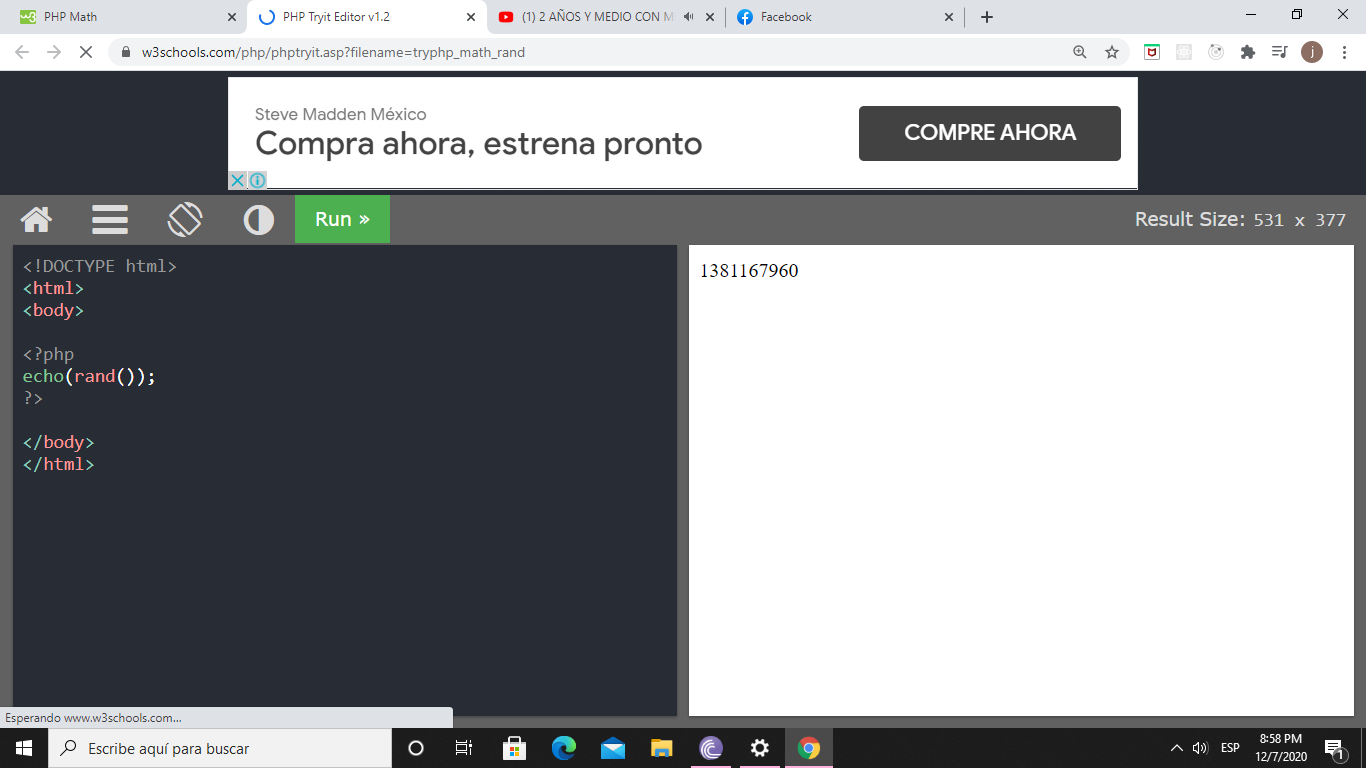 PHP Math
PHP Tryit Editor v1.2
(1) 2 AÑOS Y MEDIO CON M
Facebook
w3schools.com/php/phptryit.asp?filename=tryphp_math_rand
j
Steve Madden México
Compra ahora, estrena pronto
COMPRE AHORA
Run »
Result Size: 531 x 377
<!DOCTYPE html>
<html>
<body>
<?php
echo(rand());
?>
</body>
</html>
1381167960
Esperando www.w3schools.com...
Escribe aquí para buscar
ESP
8:58 PM
12/7/2020
1